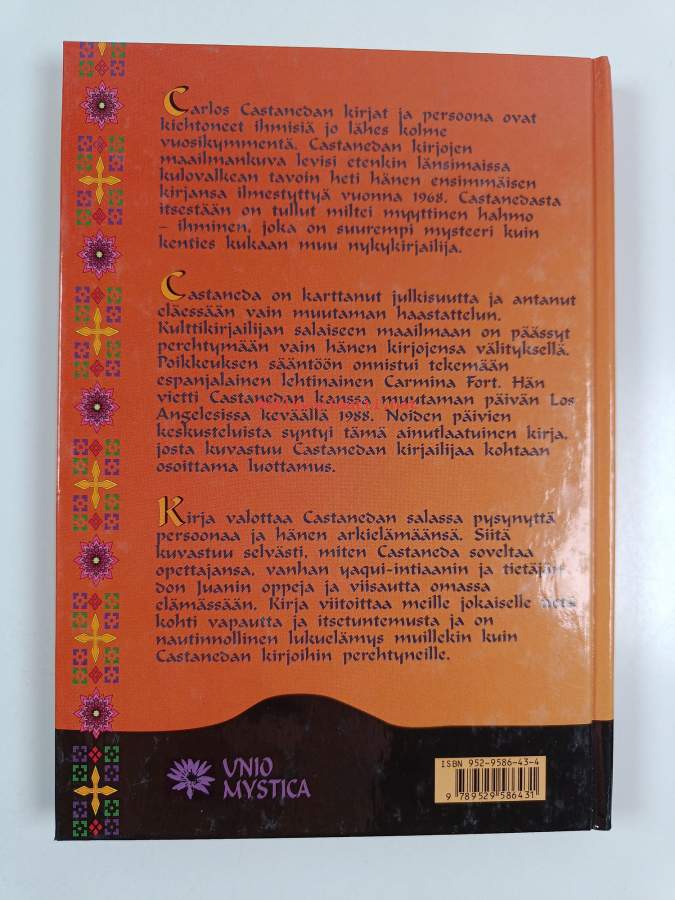 Carlos Castanedan kirjat ja persoona ovat
kiehtoneet ihmisiä jo lähes kolme
vuosikymmentä. Castanedan kirjojen
maailmankuva levisi etenkin länsimaissa
kulovalkean tavoin heti hänen ensimmäisen
kirjansa ilmestyttyä vuonna 1968. Castanedasta
itsestään on tullut miltei myyttinen hahmo
– ihminen, joka on suurempi mysteeri kuin
kenties kukaan muu nykykirjailija.
Castaneda on karttanut julkisuutta ja antanut
eläessään vain muutaman haastattelun.
Kulttikirjailijan salaiseen maailmaan on päässyt
perehtymään vain hänen kirjojensa välityksellä.
Poikkeuksen sääntöön onnistui tekemään
espanjalainen lehtinainen Carmina Fort. Hän
vietti Castanedan kanssa muutaman päivän Los
Angelesissa keväällä 1988. Noiden päivien
keskusteluista syntyi tämä ainutlaatuinen kirja,
josta kuvastuu Castanedan kirjailijaa kohtaan
osoittama luottamus.
Kirja valottaa Castanedan salassa pysynyttä
persoonaa ja hänen arkielämäänsä. Siitä
kuvastuu selvästi, miten Castaneda soveltaa
opettajansa, vanhan yaqui-intiaanin ja tietäjän
don Juanin oppeja ja viisautta omassa
elämässään. Kirja viitoittaa meille jokaiselle tietä
kohti vapautta ja itsetuntemusta ja on
nautinnollinen lukuelämys muillekin kuin
Castanedan kirjoihin perehtyneille.
UNIO
MYSTICA
ISBN 952-9586-43-4
9 789529 586431